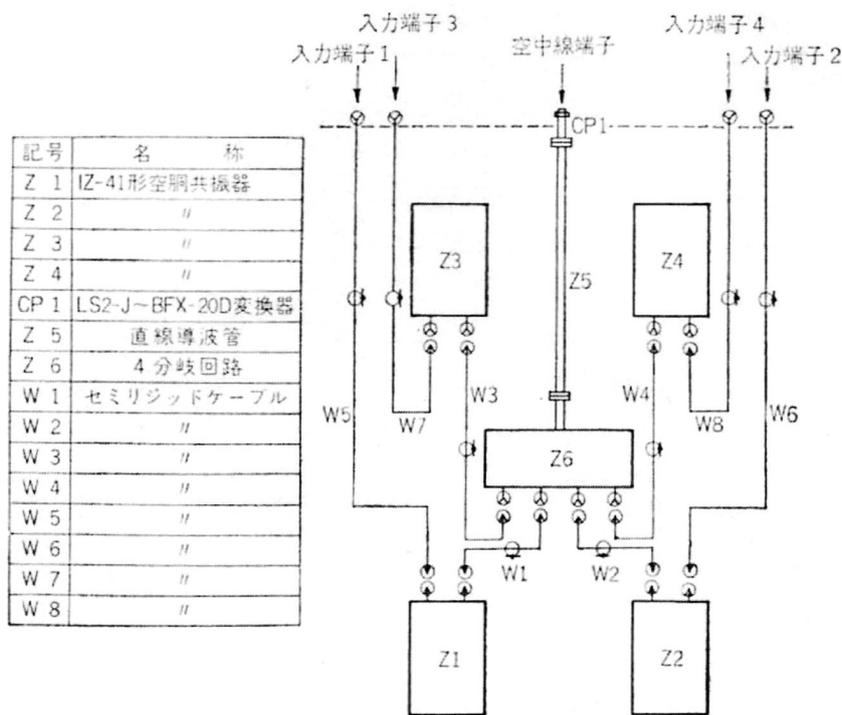 入力端子3
入力端子1
空中線端子
入力端子4
入力端子2
CP1
記号 名 称
Z 1 IZ-41形空胴共振器
Z 2 〃
Z 3 〃
Z 4 〃
CP 1 LS2-J～BFX-20D変換器
Z 5 直線導波管
Z 6 4分岐回路
W 1 セミリジッドケーブル
W 2 〃
W 3 〃
W 4 〃
W 5 〃
W 6 〃
W 7 〃
W 8 〃
Z3
Z5
Z4
W5
W7
W3
W4
W8
W6
Z6
W1
W2
Z1
Z2